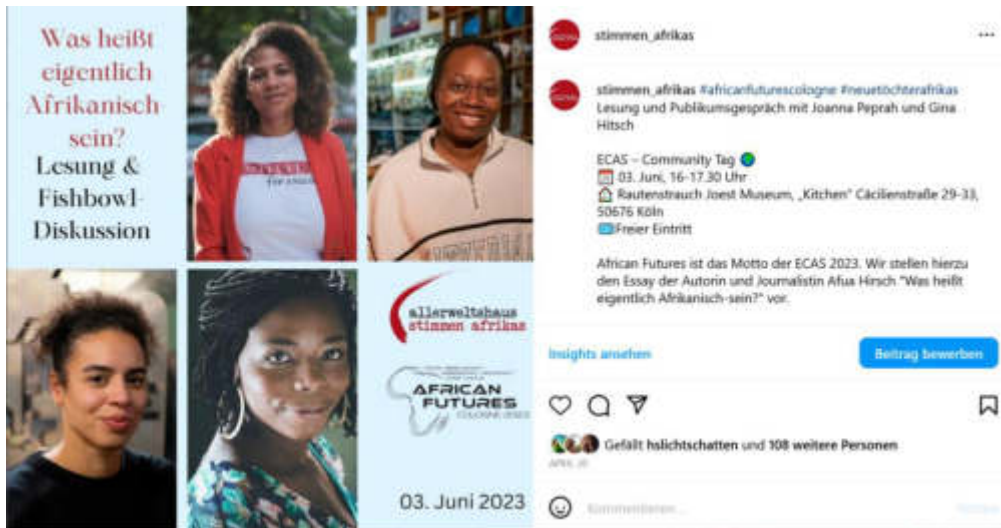 Was heißt
eigentlich
Afrikanisch
sein?
Lesung &
Fishbowl-
Diskussion
allerweltshaus
stimmen afrikas
AFRICAN
FUTURES
COLOGNE 2023
03. Juni 2023
stimmen_afrikas
stimmen_afrikas #africanfuturescologne #neuetöchterafrikas
Lesung und Publikumsgespräch mit Joanna Peprah und Gina
Hitsch
ECAS – Community Tag
03. Juni, 16-17.30 Uhr
Rautenstrauch Joest Museum, „Kitchen" Cäcilienstraße 29-33,
50676 Köln
Freier Eintritt
African Futures ist das Motto der ECAS 2023. Wir stellen hierzu
den Essay der Autorin und Journalistin Afua Hirsch "Was heißt
eigentlich Afrikanisch-sein?" vor.
Insights ansehen
Beitrag bewerben
Gefällt hslichtschatten und 108 weitere Personen
APRIL
Kommentieren...